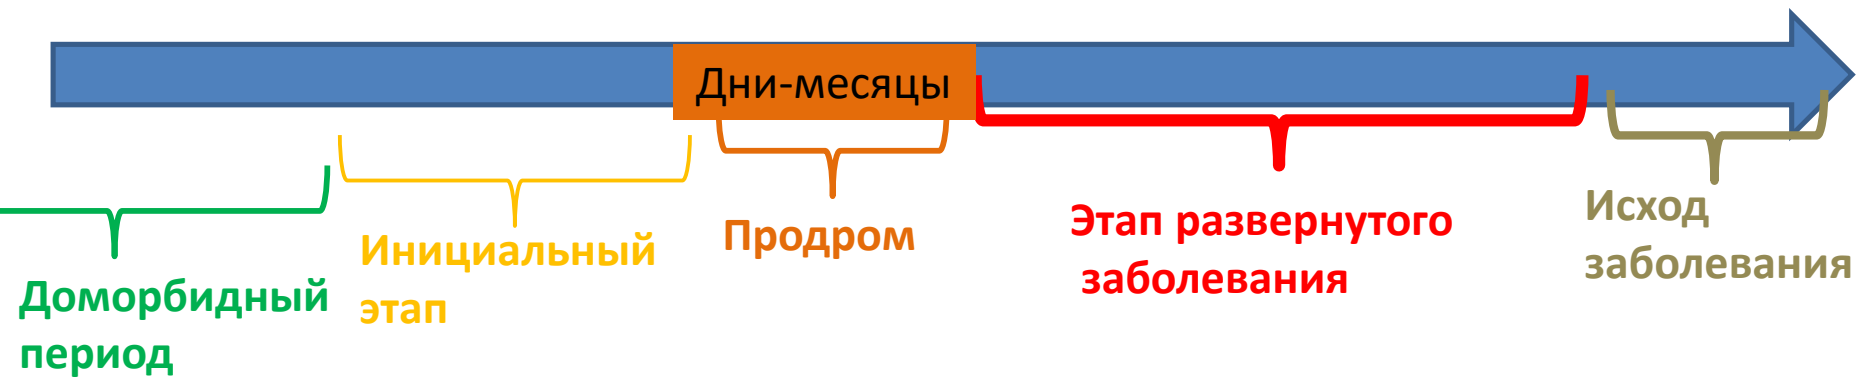 Дни-месяцы
Доморбидный
период
Инициальный
этап
Продром
Этап развернутого
заболевания
Исход
заболевания